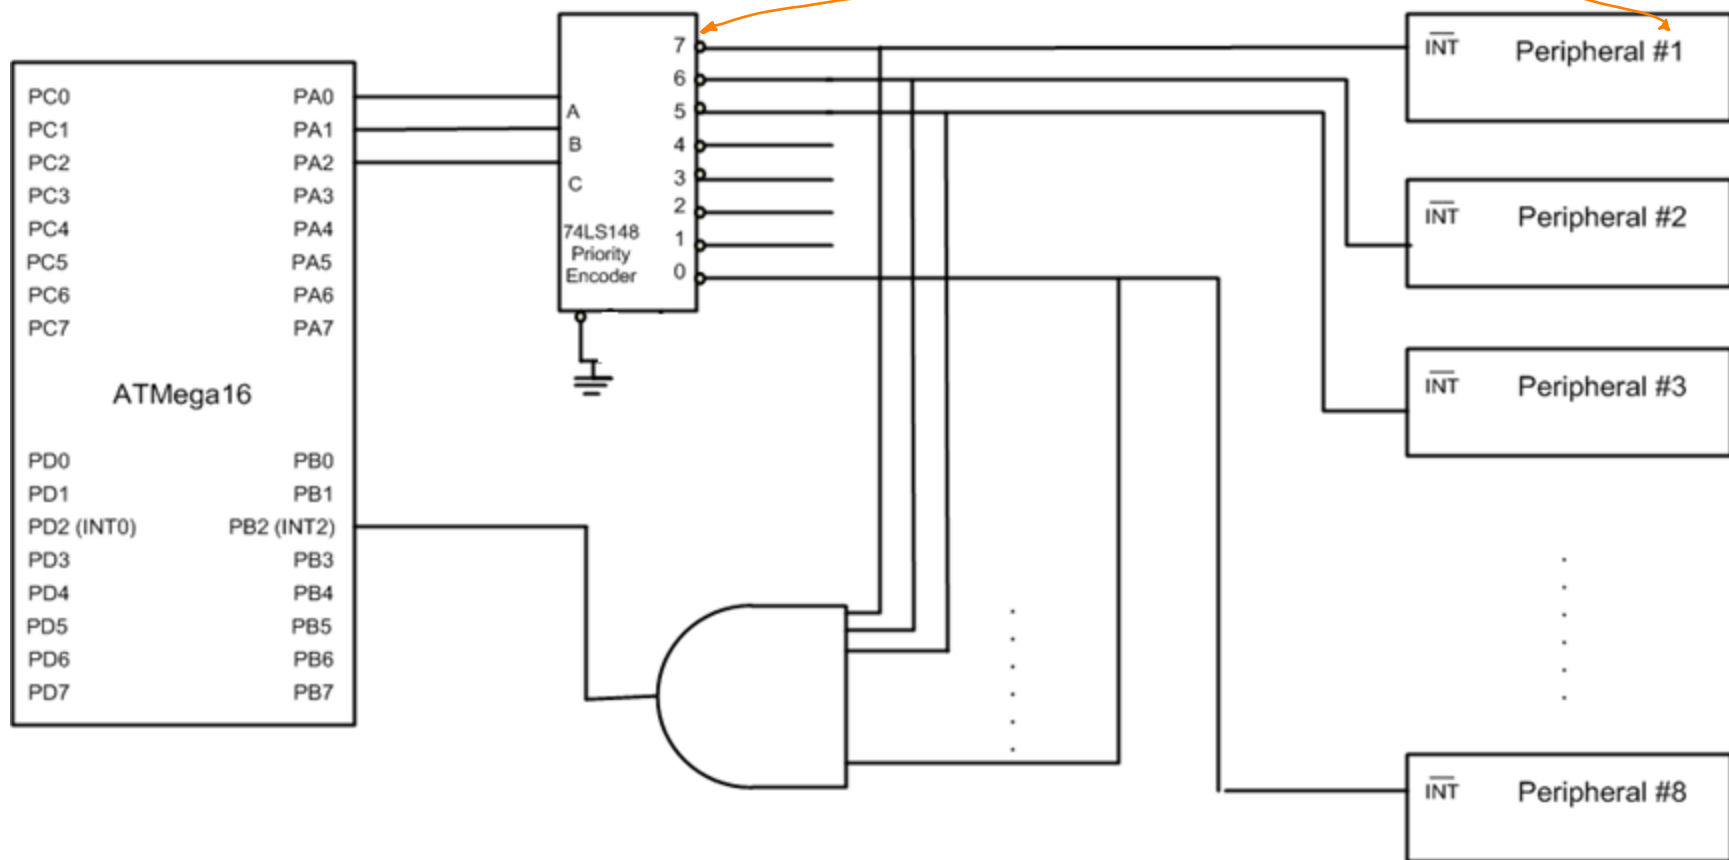 PC0 PA0
PC1 PA1
PC2 PA2
PC3 PA3
PC4 PA4
PC5 PA5
PC6 PA6
PC7 PA7
ATMega16
PD0 PB0
PD1 PB1
PD2 (INT0) PB2 (INT2)
PD3 PB3
PD4 PB4
PD5 PB5
PD6 PB6
PD7 PB7
7
6
A 5
B 4
C 3
2
74LS148 1
Priority
Encoder 0
INT Peripheral #1
INT Peripheral #2
INT Peripheral #3
INT Peripheral #8